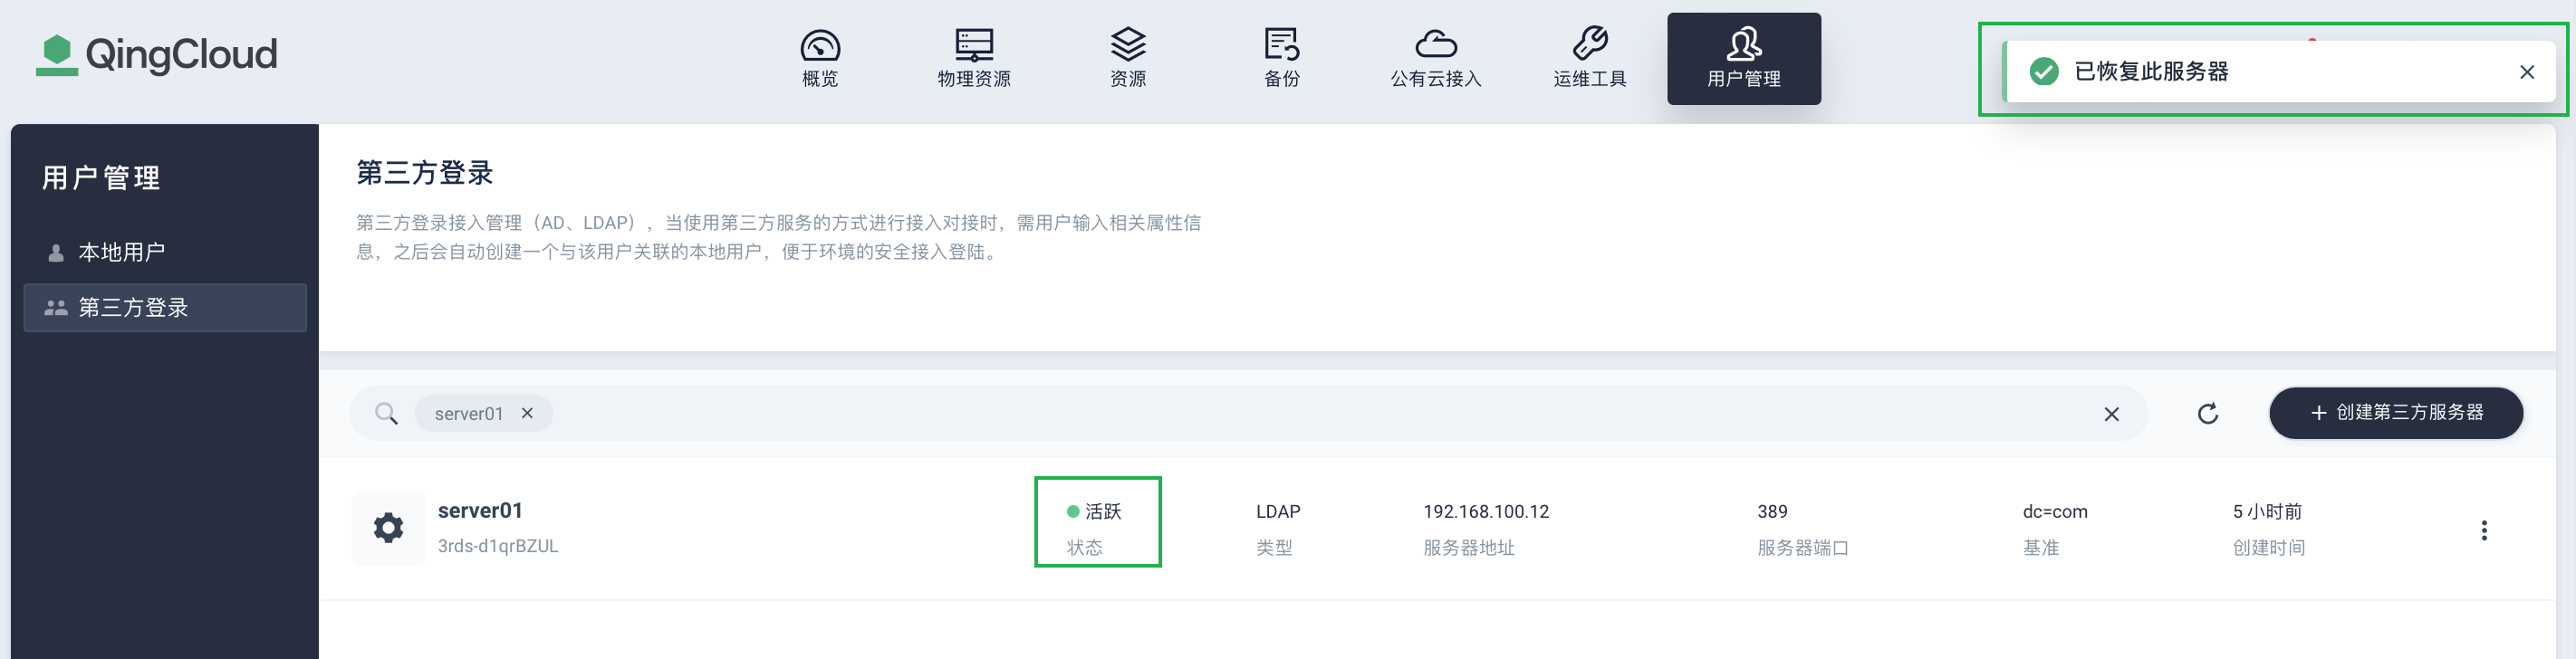 QingCloud
概览
物理资源
资源
备份
公有云接入
运维工具
用户管理
已恢复此服务器
用户管理
本地用户
第三方登录
第三方登录
第三方登录接入管理（AD、LDAP），当使用第三方服务的方式进行接入对接时，需用户输入相关属性信
息，之后会自动创建一个与该用户关联的本地用户，便于环境的安全接入登陆。
server01
+ 创建第三方服务器
server01
3rds-d1qrBZUL
活跃
状态
LDAP
类型
192.168.100.12
服务器地址
389
服务器端口
dc=com
基准
5 小时前
创建时间